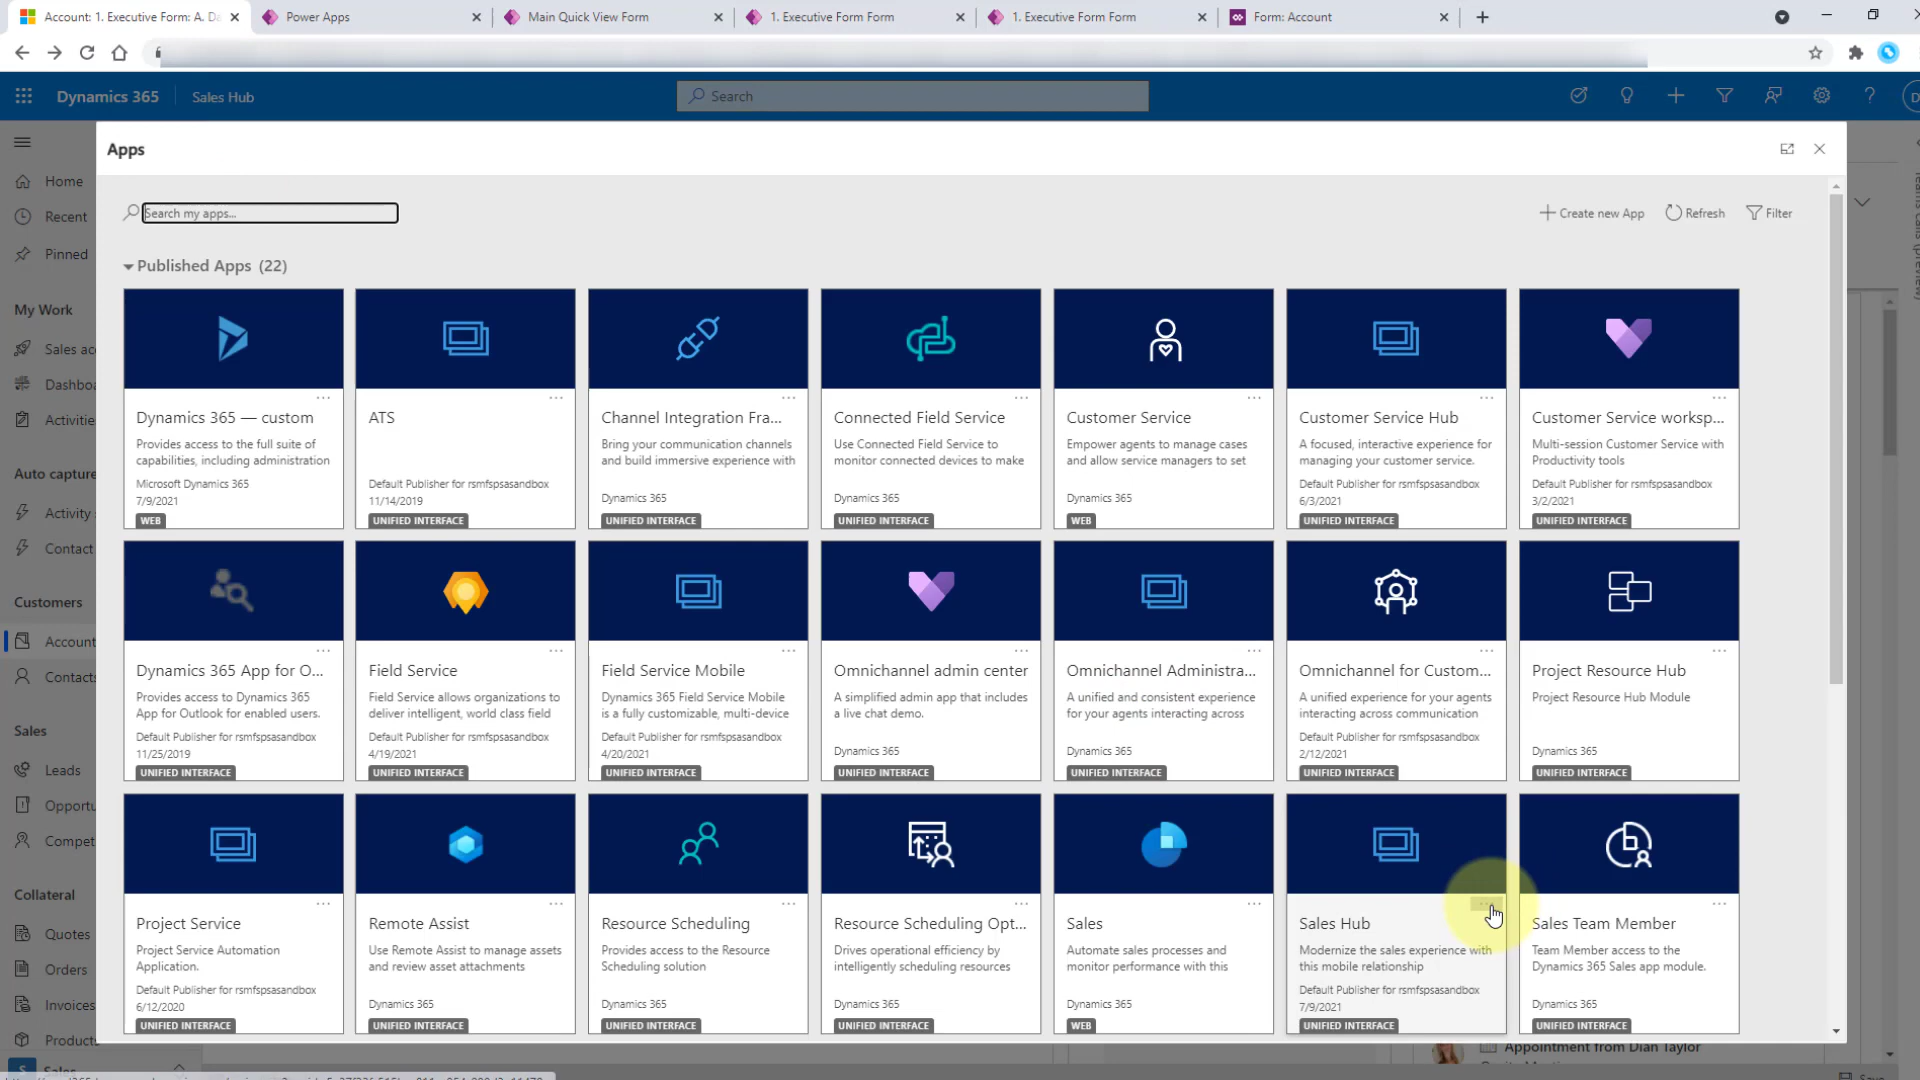 Account: 1. Executive Form: A. Da
Power Apps
Main Quick View Form
1. Executive Form Form
1. Executive Form Form
Form: Account
Dynamics 365
Sales Hub
Search
Apps
Search my apps...
Create new App
Refresh
Filter
Home
Recent
Pinned
My Work
Sales ac
Dashboa
Activitie
Auto capture
Activity
Contact
Customers
Account
Contacts
Sales
Leads
Opportu
Compet
Collateral
Quotes
Orders
Invoices
Products
Sales
Published Apps (22)
Dynamics 365 — custom
Provides access to the full suite of
capabilities, including administration
Microsoft Dynamics 365
7/9/2021
WEB
ATS
Default Publisher for rsmfspsasandbox
11/14/2019
UNIFIED INTERFACE
Channel Integration Fra...
Bring your communication channels
and build immersive experience with
Dynamics 365
UNIFIED INTERFACE
Connected Field Service
Use Connected Field Service to
monitor connected devices to make
Dynamics 365
UNIFIED INTERFACE
Customer Service
Empower agents to manage cases
and allow service managers to set
Dynamics 365
WEB
Customer Service Hub
A focused, interactive experience for
managing your customer service.
Default Publisher for rsmfspsasandbox
6/3/2021
UNIFIED INTERFACE
Customer Service worksp...
Multi-session Customer Service with
Productivity tools
Default Publisher for rsmfspsasandbox
3/2/2021
UNIFIED INTERFACE
Dynamics 365 App for O...
Provides access to Dynamics 365
App for Outlook for enabled users.
Default Publisher for rsmfspsasandbox
11/25/2019
UNIFIED INTERFACE
Field Service
Field Service allows organizations to
deliver intelligent, world class field
Default Publisher for rsmfspsasandbox
4/19/2021
UNIFIED INTERFACE
Field Service Mobile
Dynamics 365 Field Service Mobile
is a fully customizable, multi-device
Default Publisher for rsmfspsasandbox
4/20/2021
UNIFIED INTERFACE
Omnichannel admin center
A simplified admin app that includes
a live chat demo.
Dynamics 365
UNIFIED INTERFACE
Omnichannel Administra...
A unified and consistent experience
for your agents interacting across
Dynamics 365
UNIFIED INTERFACE
Omnichannel for Custom...
A unified experience for your agents
interacting across communication
Default Publisher for rsmfspsasandbox
2/12/2021
UNIFIED INTERFACE
Project Resource Hub
Project Resource Hub Module
Dynamics 365
UNIFIED INTERFACE
Project Service
Project Service Automation
Application.
Default Publisher for rsmfspsasandbox
6/12/2020
UNIFIED INTERFACE
Remote Assist
Use Remote Assist to manage assets
and review asset attachments
Dynamics 365
UNIFIED INTERFACE
Resource Scheduling
Provides access to the Resource
Scheduling solution
Dynamics 365
UNIFIED INTERFACE
Resource Scheduling Opt...
Drives operational efficiency by
intelligently scheduling resources
Dynamics 365
UNIFIED INTERFACE
Sales
Automate sales processes and
monitor performance with this
Dynamics 365
WEB
Sales Hub
Modernize the sales experience with
this mobile relationship
Default Publisher for rsmfspsasandbox
7/9/2021
UNIFIED INTERFACE
Sales Team Member
Team Member access to the
Dynamics 365 Sales app module.
Dynamics 365
UNIFIED INTERFACE
Appointment from Dian Taylor